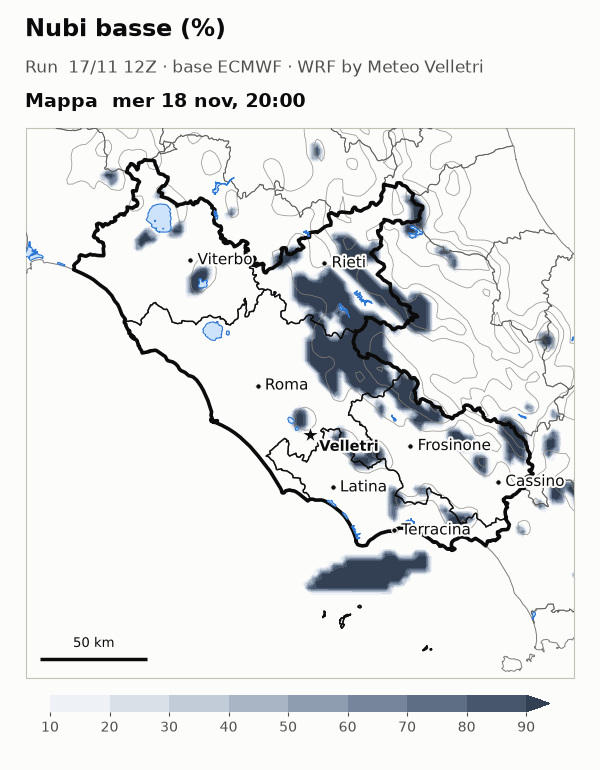 Nubi basse (%)
Run  17/11 12Z · base ECMWF · WRF by Meteo Velletri
Mappa  mer 18 nov, 20:00
Viterbo
Rieti
Roma
Velletri
Frosinone
Latina
Cassino
Terracina
50 km
10 20 30 40 50 60 70 80 90